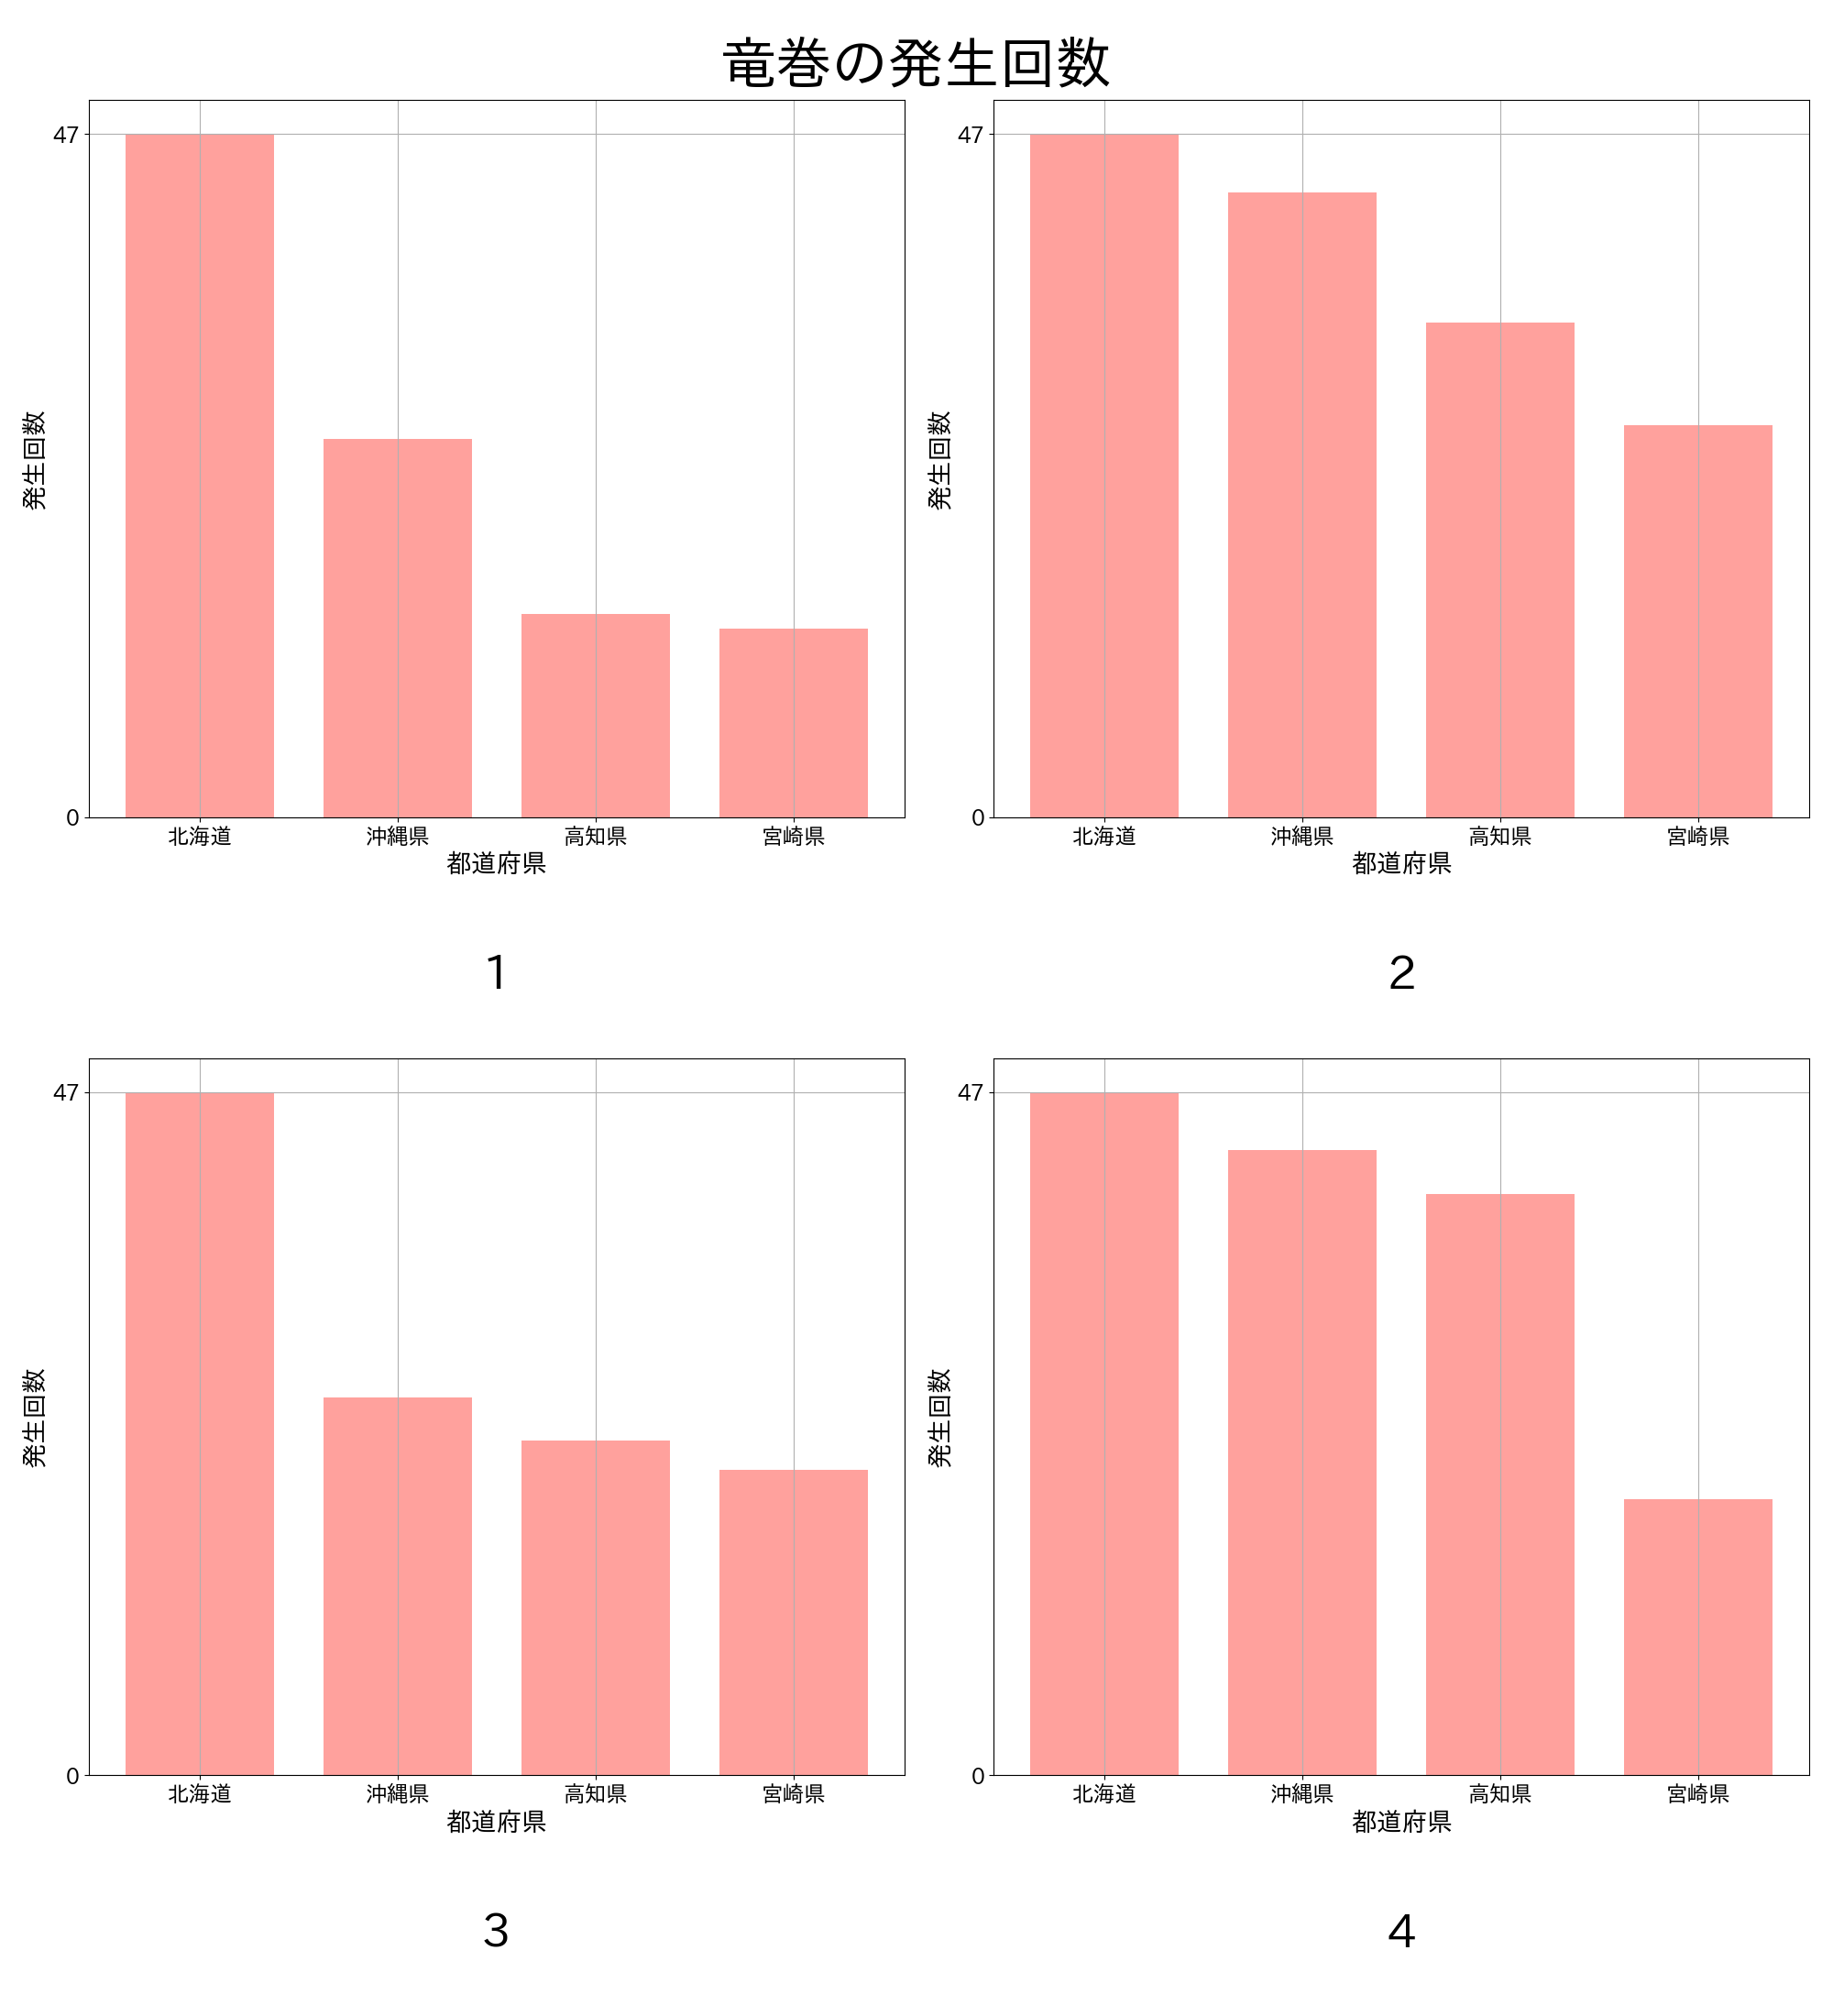 竜巻の発生回数
47
0
発生回数
北海道 沖縄県 高知県 宮崎県
都道府県
1
47
0
発生回数
北海道 沖縄県 高知県 宮崎県
都道府県
2
47
0
発生回数
北海道 沖縄県 高知県 宮崎県
都道府県
3
47
0
発生回数
北海道 沖縄県 高知県 宮崎県
都道府県
4